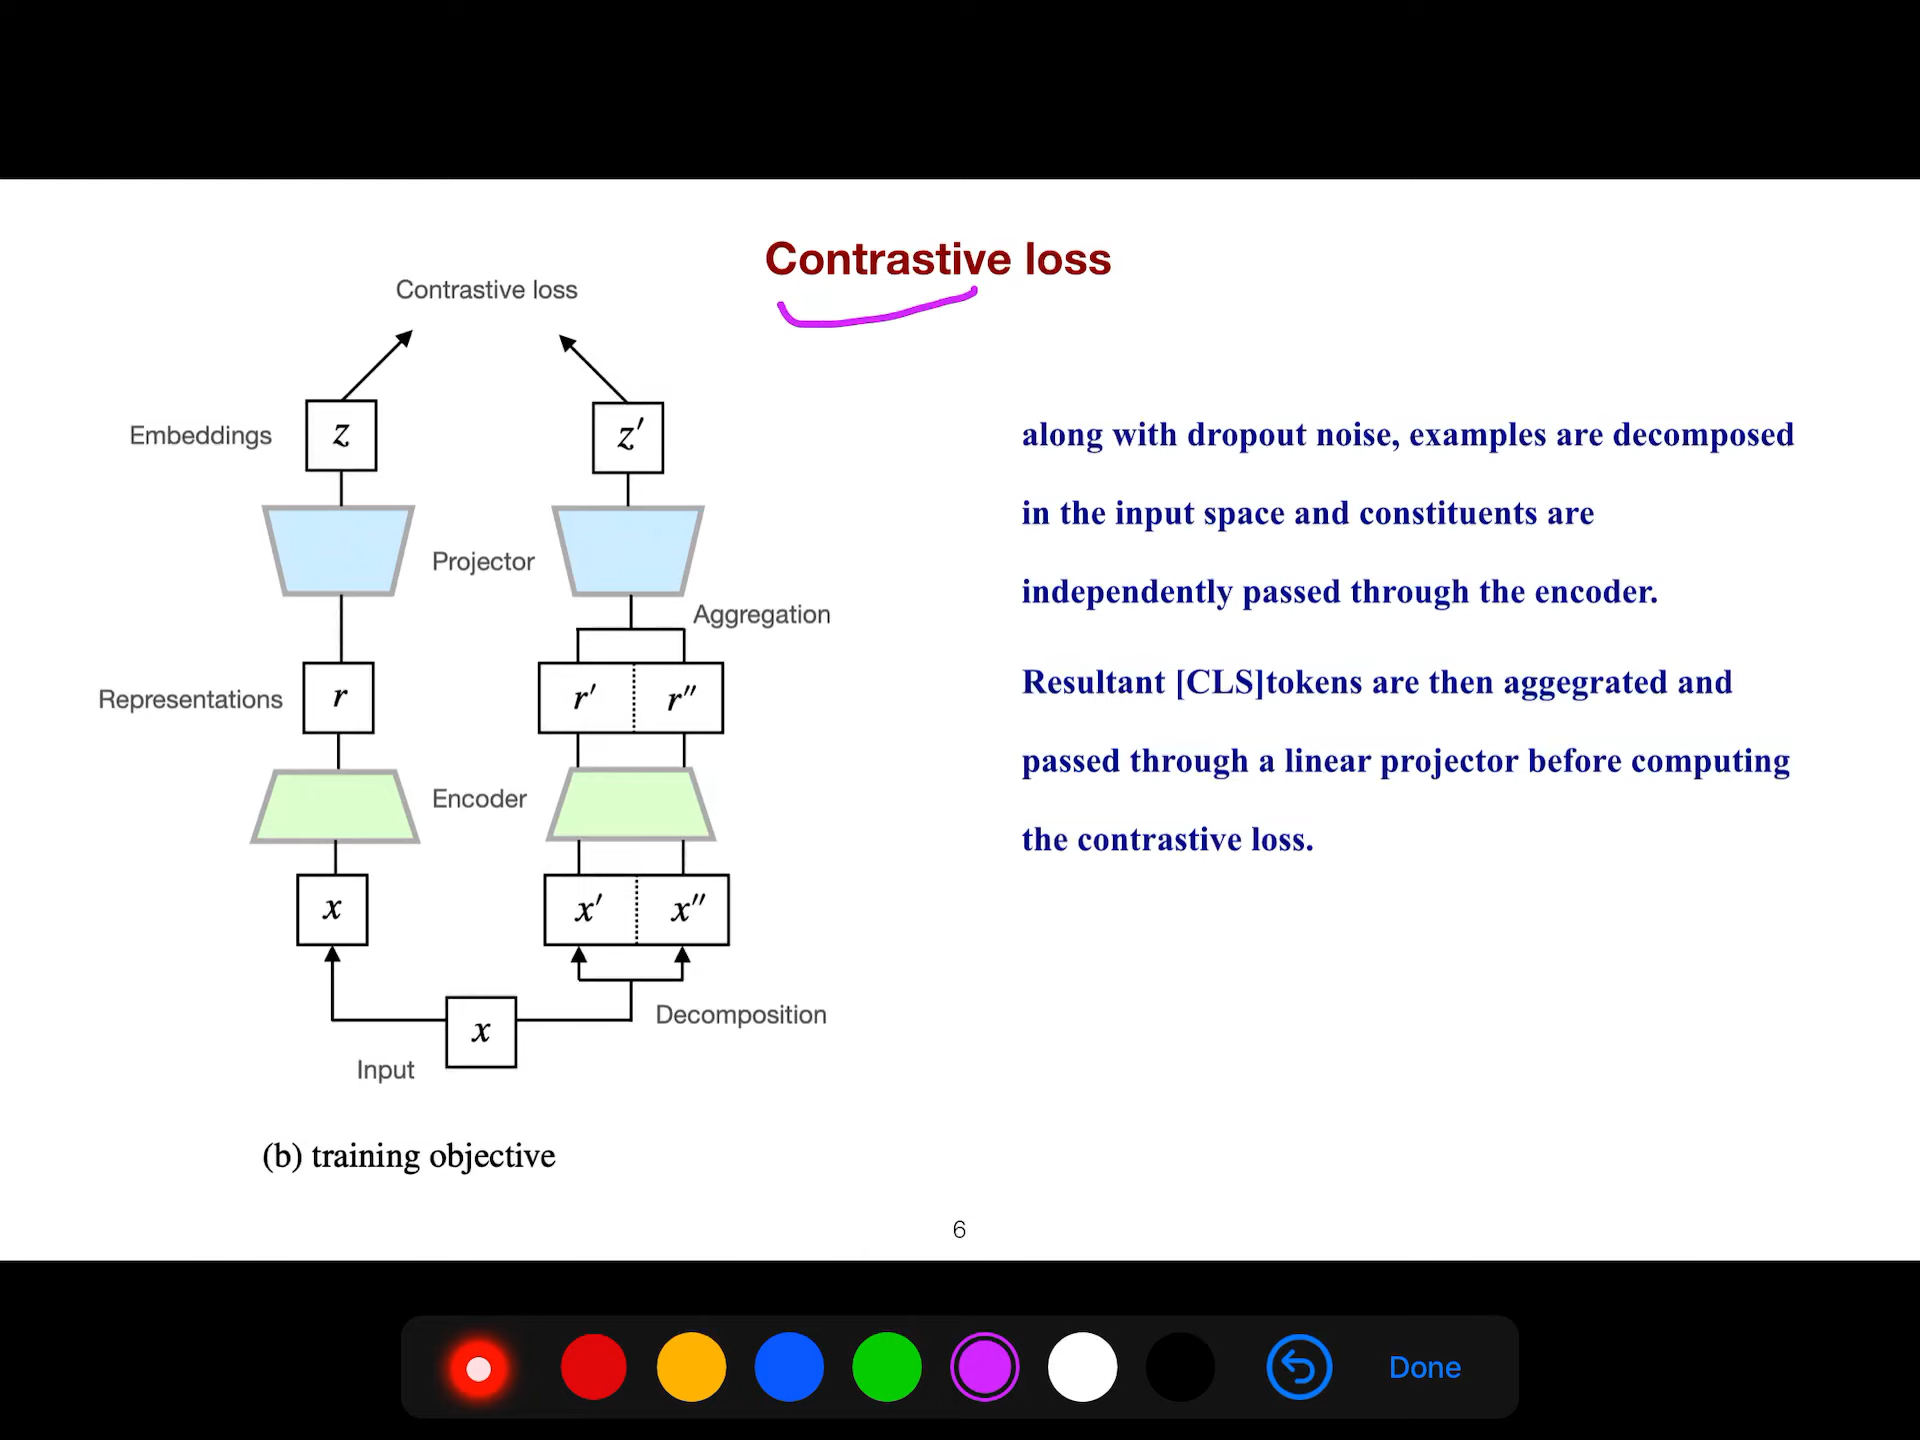 Contrastive loss
Contrastive loss
Embeddings
z
z′
Projector
Aggregation
Representations
r
r′
r″
Encoder
x
x′
x″
Decomposition
x
Input
(b) training objective
along with dropout noise, examples are decomposed
in the input space and constituents are
independently passed through the encoder.
Resultant [CLS]tokens are then aggegrated and
passed through a linear projector before computing
the contrastive loss.
6
Done